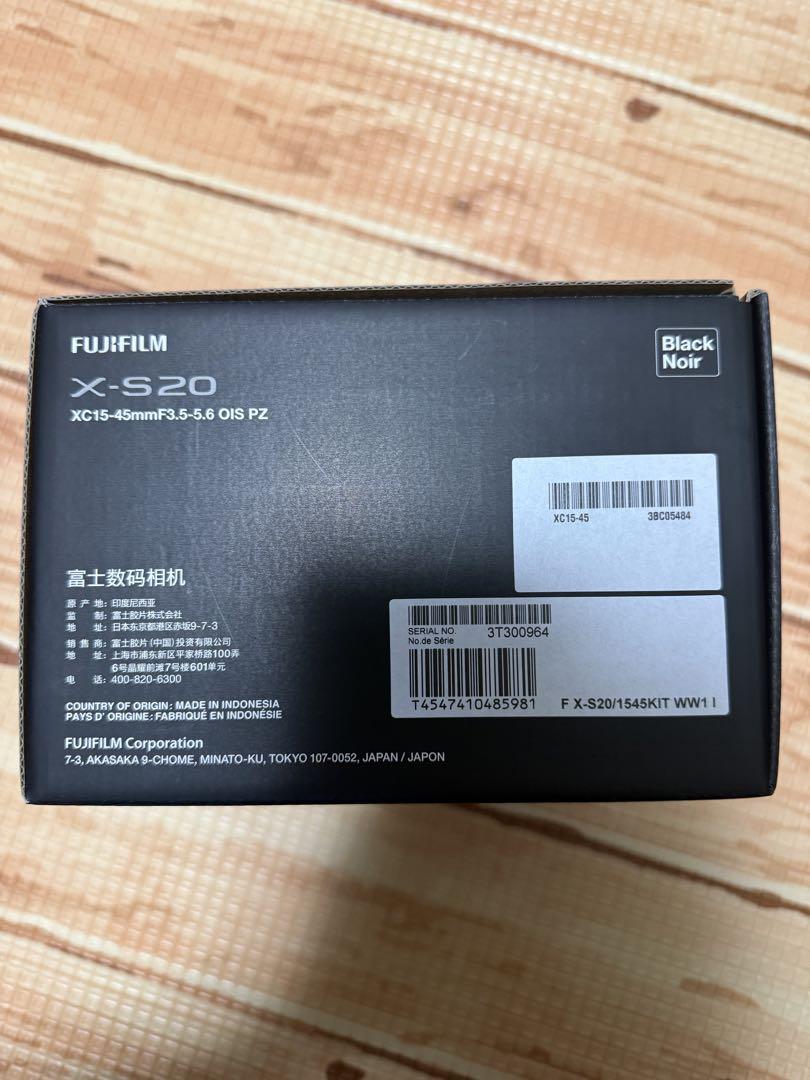 FUJIFILM
X-S20
XC15-45mmF3.5-5.6 OIS PZ
Black
Noir
XC15-45 3BC05484
富士数码相机
原 产 地: 印度尼西亚
监 制: 富士胶片株式会社
地 址: 日本东京都港区赤坂9-7-3
销 售 商: 富士胶片(中国)投资有限公司
地 址: 上海市浦东新区平家桥路100弄
6号晶耀前滩7号楼601单元
电 话: 400-820-6300
SERIAL NO. 3T300964
No.de Série
T4547410485981 F X-S20/1545KIT WW1 I
COUNTRY OF ORIGIN: MADE IN INDONESIA
PAYS D' ORIGINE: FABRIQUÉ EN INDONÉSIE
FUJIFILM Corporation
7-3, AKASAKA 9-CHOME, MINATO-KU, TOKYO 107-0052, JAPAN / JAPON